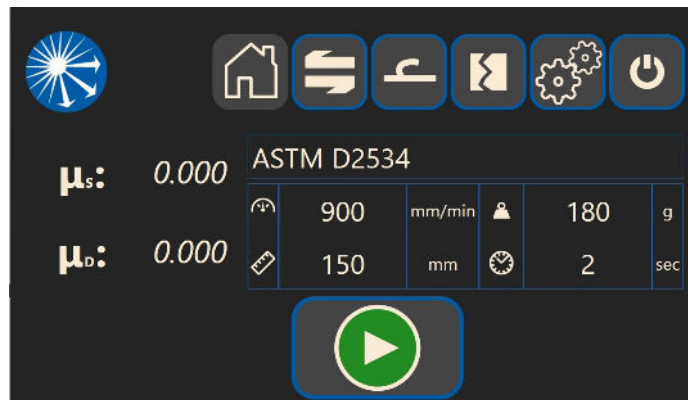 ASTM D2534
μs: 0.000
900 mm/min 180 g
μD: 0.000
150 mm 2 sec